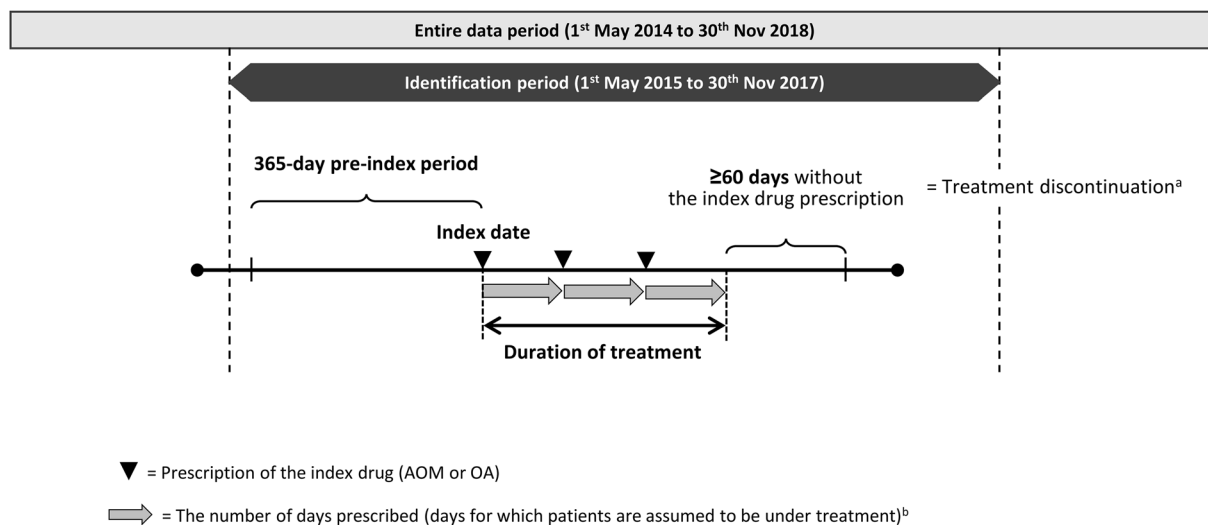 Entire data period (1st May 2014 to 30th Nov 2018)
Identification period (1st May 2015 to 30th Nov 2017)
365-day pre-index period
≥60 days without
the index drug prescription
= Treatment discontinuationa
Index date
Duration of treatment
= Prescription of the index drug (AOM or OA)
= The number of days prescribed (days for which patients are assumed to be under treatment)b